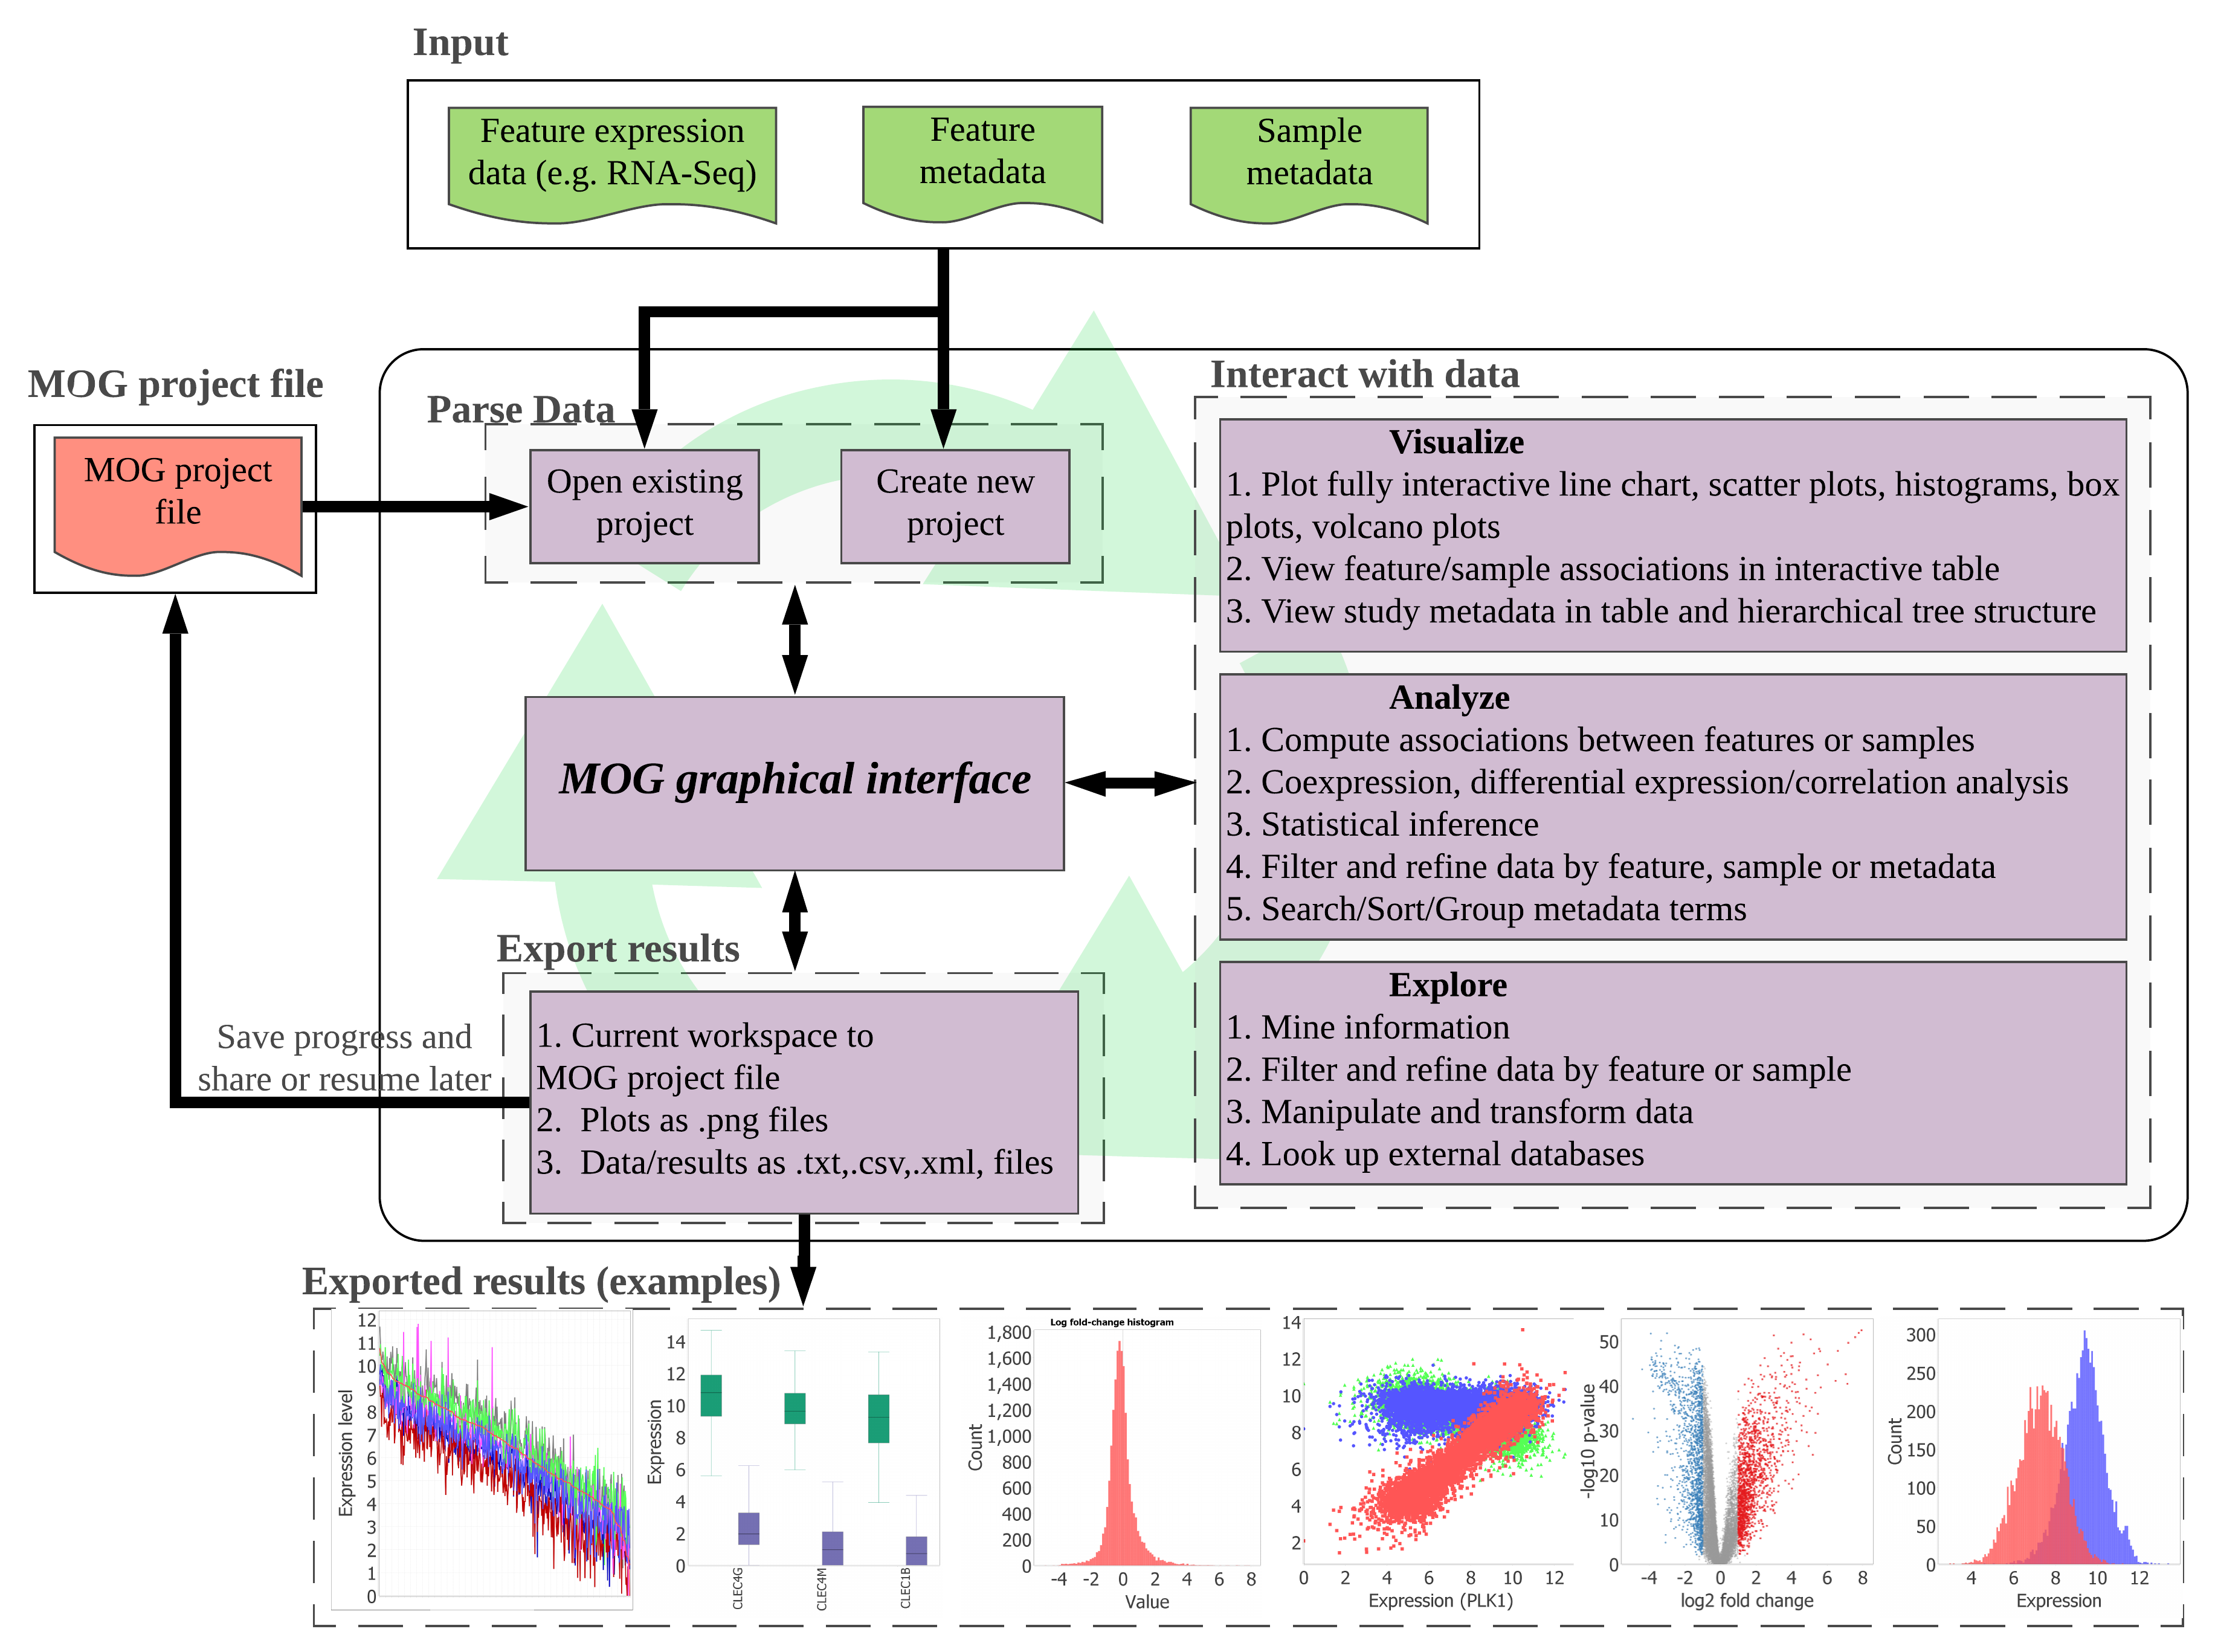 Input
Feature expression
data (e.g. RNA-Seq)
Feature
metadata
Sample
metadata
MOG project file
MOG project
file
Parse Data
Open existing
project
Create new
project
Interact with data
Visualize
1. Plot fully interactive line chart, scatter plots, histograms, box
plots, volcano plots
2. View feature/sample associations in interactive table
3. View study metadata in table and hierarchical tree structure
MOG graphical interface
Analyze
1. Compute associations between features or samples
2. Coexpression, differential expression/correlation analysis
3. Statistical inference
4. Filter and refine data by feature, sample or metadata
5. Search/Sort/Group metadata terms
Explore
1. Mine information
2. Filter and refine data by feature or sample
3. Manipulate and transform data
4. Look up external databases
Export results
1. Current workspace to
MOG project file
2.  Plots as .png files
3.  Data/results as .txt,.csv,.xml, files
Save progress and
share or resume later
Exported results (examples)
Expression level
12
11
10
9
8
7
6
5
4
3
2
1
0
Expression
14
12
10
8
6
4
2
0
CLEC4G
CLEC4M
CLEC1B
Log fold-change histogram
Count
1,800
1,600
1,400
1,200
1,000
800
600
400
200
0
-4 -2 0 2 4 6 8
Value
14
12
10
8
6
4
2
0 2 4 6 8 10 12
Expression (PLK1)
-log10 p-value
50
40
30
20
10
0
-4 -2 0 2 4 6 8
log2 fold change
Count
300
250
200
150
100
50
0
4 6 8 10 12
Expression